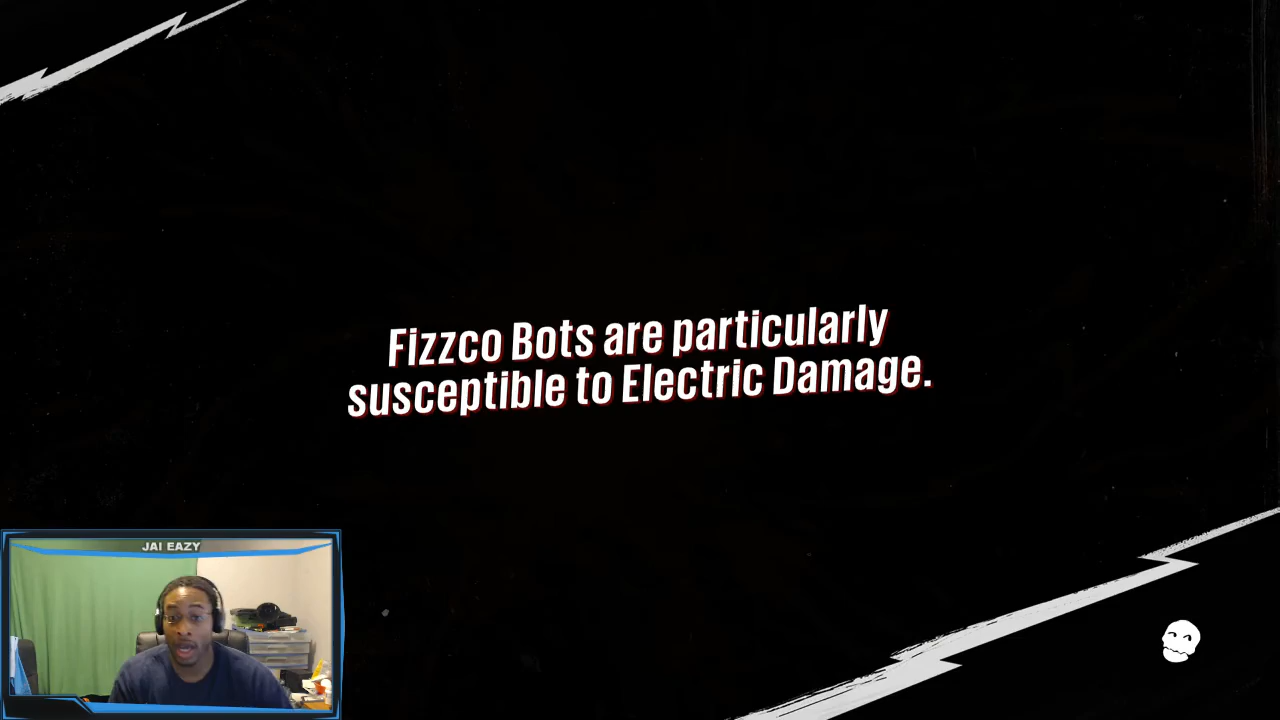 Fizzco Bots are particularly
susceptible to Electric Damage.
JAI EAZY